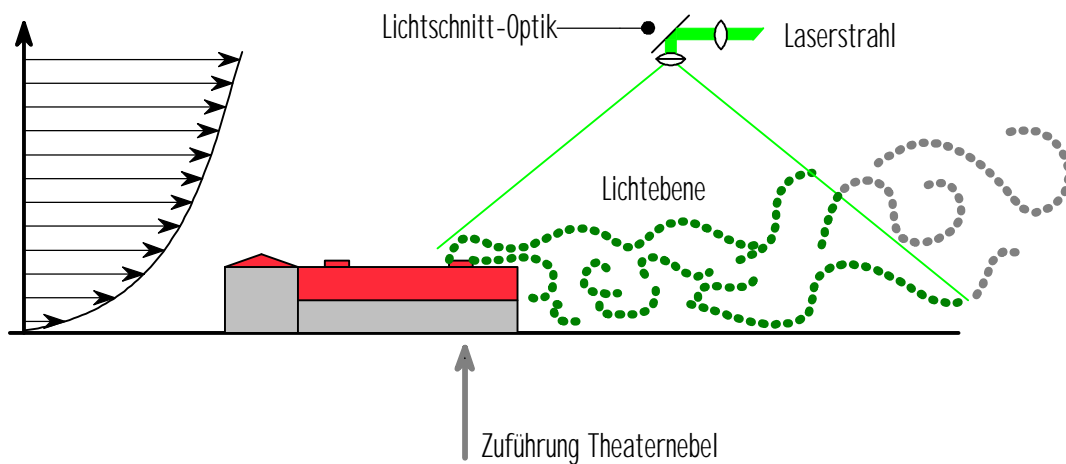 Lichtschnitt-Optik
Laserstrahl
Lichtebene
Zuführung Theaternebel